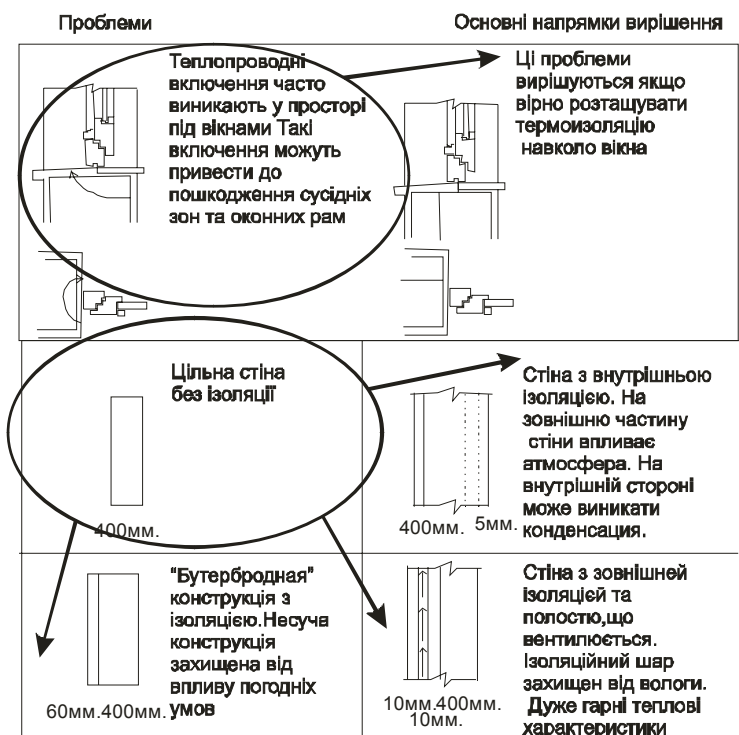 Проблеми
Основні напрямки вирішення
Теплопроводні
включення часто
виникають у просторі
під вікнами Такі
включення можуть
привести до
пошкодження сусідніх
зон та оконних рам
Ці проблеми
вирішуються якщо
вірно розташувати
термоизоляцію
навколо вікна
Цільна стіна
без ізоляції
400мм.
Стіна з внутрішньою
ізоляцією. На
зовнішню частину
стіни впливає
атмосфера. На
внутрішній стороні
може виникати
конденсация.
400мм. 5мм.
"Бутербродная"
конструкція з
ізоляцією.Несуча
конструкція
захищена від
впливу погодніх
умов
60мм.400мм.
Стіна з зовнішней
ізоляцієй та
полостю,що
вентилюється.
Ізоляційний шар
захищен від вологи.
Дуже гарні теплові
характеристики
10мм.400мм.
10мм.